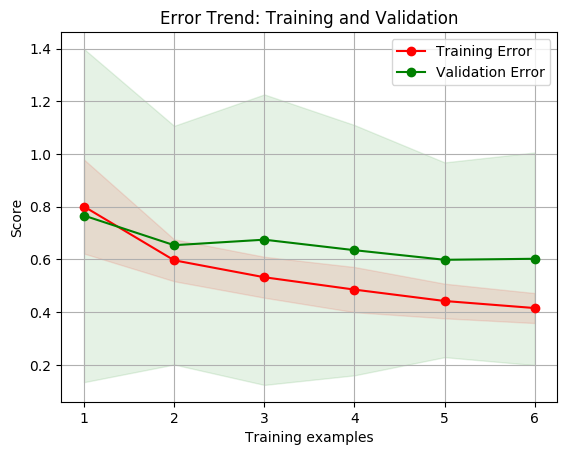 Error Trend: Training and Validation
Training Error
Validation Error
Score
1.4
1.2
1.0
0.8
0.6
0.4
0.2
1 2 3 4 5 6
Training examples